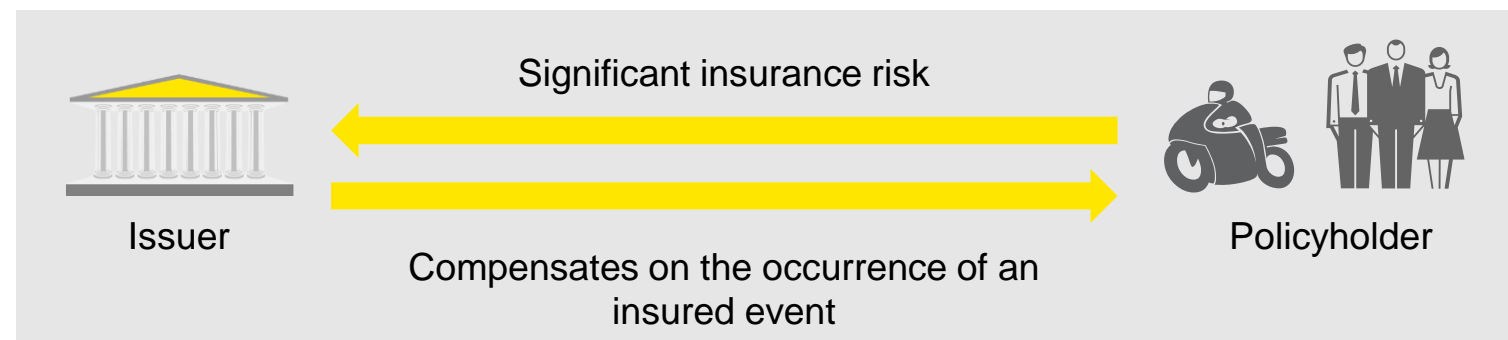 Significant insurance risk
Issuer
Policyholder
Compensates on the occurrence of an
insured event